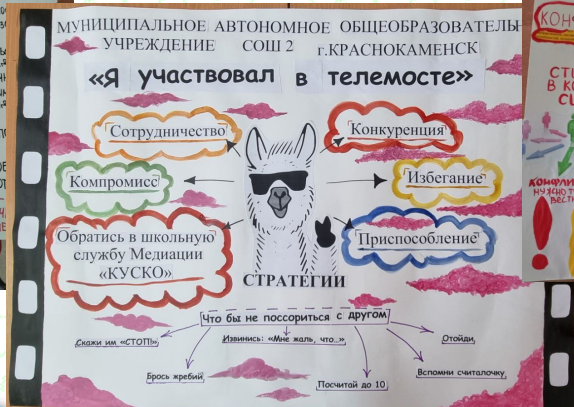 МУНИЦИПАЛЬНОЕ АВТОНОМНОЕ ОБЩЕОБРАЗОВАТЕЛЬ
УЧРЕЖДЕНИЕ СОШ 2 г.КРАСНОКАМЕНСК
«Я участвовал в телемосте»
Сотрудничество
Конкуренция
Компромисс
Избегание
Обратись в школьную
службу Медиации
«КУСКО»
Приспособление
СТРАТЕГИИ
Что бы не поссориться с другом
Скажи им «СТОП!»
Извинись: «Мне жаль, что..»
Отойди,
Брось жребий
Посчитай до 10
Вспомни считалочку